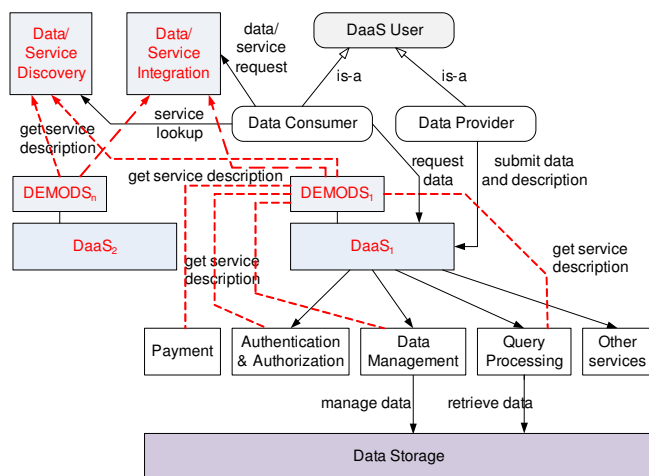 Data/
Service
Discovery
Data/
Service
Integration
data/
service
request
DaaS User
is-a
is-a
service
lookup
Data Consumer
Data Provider
get service
description
get service description
request
data
submit data
and description
DEMODSn
DEMODS1
DaaS2
DaaS1
get service
description
get service
description
Payment
Authentication
& Authorization
Data
Management
Query
Processing
Other
services
manage data
retrieve data
Data Storage